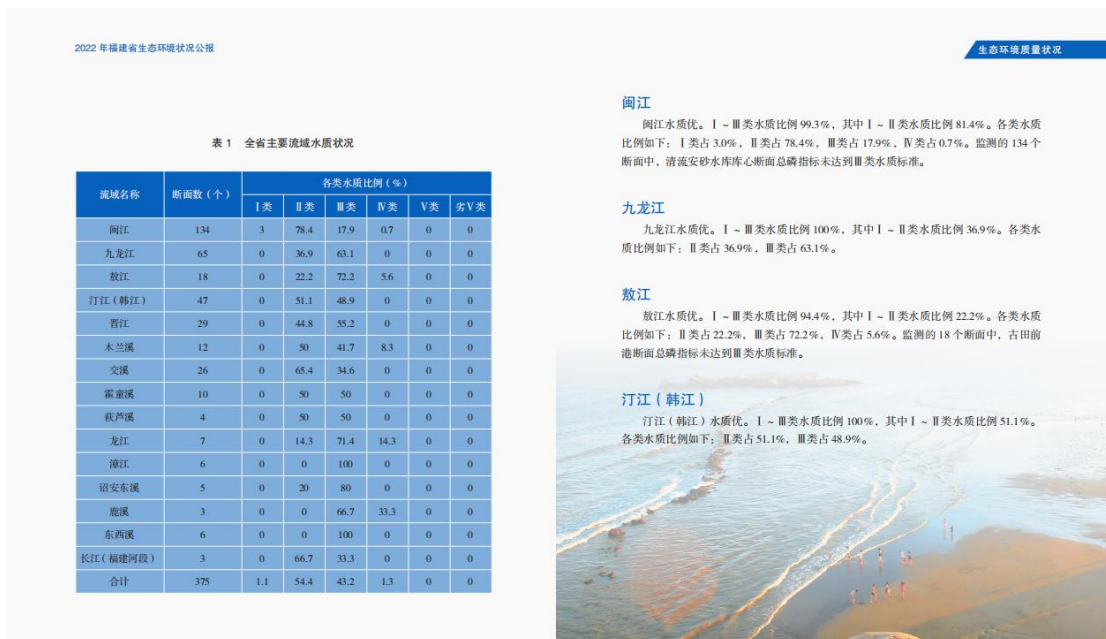 2022 年福建省生态环境状况公报
生态环境质量状况
表 1 全省主要流域水质状况
流域名称 断面数（个） 各类水质比例（%）
Ⅰ类 Ⅱ类 Ⅲ类 Ⅳ类 Ⅴ类 劣Ⅴ类
闽江 134 3 78.4 17.9 0.7 0 0
九龙江 65 0 36.9 63.1 0 0 0
敖江 18 0 22.2 72.2 5.6 0 0
汀江（韩江） 47 0 51.1 48.9 0 0 0
晋江 29 0 44.8 55.2 0 0 0
木兰溪 12 0 50 41.7 8.3 0 0
交溪 26 0 65.4 34.6 0 0 0
霍童溪 10 0 50 50 0 0 0
萩芦溪 4 0 50 50 0 0 0
龙江 7 0 14.3 71.4 14.3 0 0
漳江 6 0 0 100 0 0 0
诏安东溪 5 0 20 80 0 0 0
鹿溪 3 0 0 66.7 33.3 0 0
东西溪 6 0 0 100 0 0 0
长江（福建河段） 3 0 66.7 33.3 0 0 0
合计 375 1.1 54.4 43.2 1.3 0 0
闽江
闽江水质优。Ⅰ ~ Ⅲ类水质比例 99.3%，其中Ⅰ ~ Ⅱ类水质比例 81.4%。各类水质
比例如下：Ⅰ类占 3.0%，Ⅱ类 78.4%，Ⅲ类占 17.9%，Ⅳ类占 0.7%。监测的 134 个
断面中，清流安砂水库库心断面总磷指标未达到Ⅲ类水质标准。
九龙江
九龙江水质优。Ⅰ ~ Ⅲ类水质比例 100%，其中Ⅰ ~ Ⅱ类水质比例 36.9%。各类水
质比例如下：Ⅱ类占 36.9%，Ⅲ类占 63.1%。
敖江
敖江水质优。Ⅰ ~ Ⅲ类水质比例 94.4%，其中Ⅰ ~ Ⅱ类水质比例 22.2%。各类水质
比例如下：Ⅱ类占 22.2%，Ⅲ类占 72.2%，Ⅳ类占 5.6%。监测的 18 个断面中，古田前
港断面总磷指标未达到Ⅲ类水质标准。
汀江（韩江）
汀江（韩江）水质优。Ⅰ ~ Ⅲ类水质比例 100%，其中Ⅰ ~ Ⅱ类水质比例 51.1%。
各类水质比例如下：Ⅱ类占 51.1%，Ⅲ类占 48.9%。